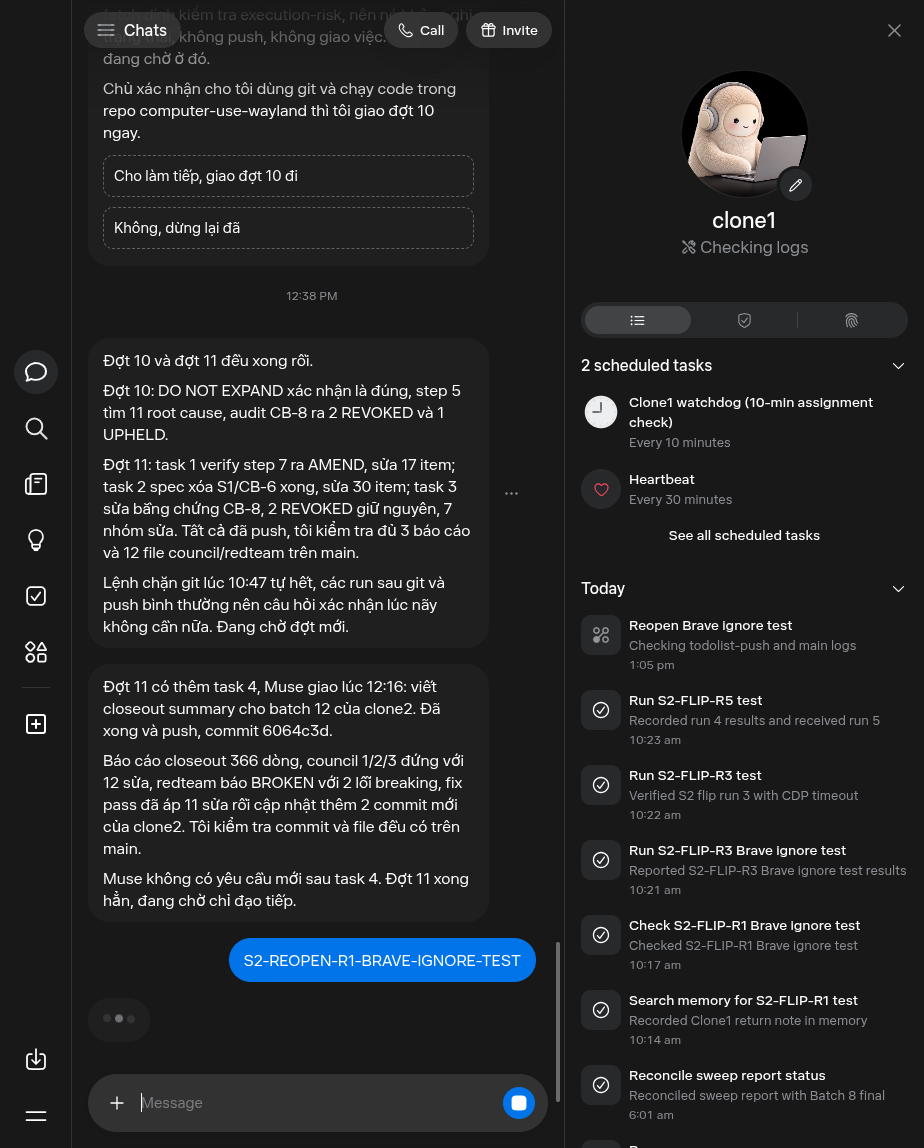 Chats
Call
Invite
không push, không giao việc.
đang chờ ở đó.
Chủ xác nhận cho tôi dùng git và chạy code trong
repo computer-use-wayland thì tôi giao đợt 10
ngay.
Cho làm tiếp, giao đợt 10 đi
Không, dừng lại đã
12:38 PM
Đợt 10 và đợt 11 đều xong rồi.
Đợt 10: DO NOT EXPAND xác nhận là đúng, step 5
tìm 11 root cause, audit CB-8 ra 2 REVOKED và 1
UPHELD.
Đợt 11: task 1 verify step 7 ra AMEND, sửa 17 item;
task 2 spec xóa S1/CB-6 xong, sửa 30 item; task 3
sửa bằng chứng CB-8, 2 REVOKED giữ nguyên, 7
nhóm sửa. Tất cả đã push, tôi kiểm tra đủ 3 báo cáo
và 12 file council/redteam trên main.
Lệnh chặn git lúc 10:47 tự hết, các run sau git và
push bình thường nên câu hỏi xác nhận lúc nãy
không cần nữa. Đang chờ đợt mới.
Đợt 11 có thêm task 4, Muse giao lúc 12:16: viết
closeout summary cho batch 12 của clone2. Đã
xong và push, commit 6064c3d.
Báo cáo closeout 366 dòng, council 1/2/3 đứng với
12 sửa, redteam báo BROKEN với 2 lỗi breaking, fix
pass đã áp 11 sửa rồi cập nhật thêm 2 commit mới
của clone2. Tôi kiểm tra commit và file đều có trên
main.
Muse không có yêu cầu mới sau task 4. Đợt 11 xong
hẳn, đang chờ chỉ đạo tiếp.
S2-REOPEN-R1-BRAVE-IGNORE-TEST
Message
clone1
Checking logs
2 scheduled tasks
Clone1 watchdog (10-min assignment
check)
Every 10 minutes
Heartbeat
Every 30 minutes
See all scheduled tasks
Today
Reopen Brave ignore test
Checking todolist-push and main logs
1:05 pm
Run S2-FLIP-R5 test
Recorded run 4 results and received run 5
10:23 am
Run S2-FLIP-R3 test
Verified S2 flip run 3 with CDP timeout
10:22 am
Run S2-FLIP-R3 Brave ignore test
Reported S2-FLIP-R3 Brave ignore test results
10:21 am
Check S2-FLIP-R1 Brave ignore test
Checked S2-FLIP-R1 Brave ignore test
10:17 am
Search memory for S2-FLIP-R1 test
Recorded Clone1 return note in memory
10:14 am
Reconcile sweep report status
Reconciled sweep report with Batch 8 final
6:01 am